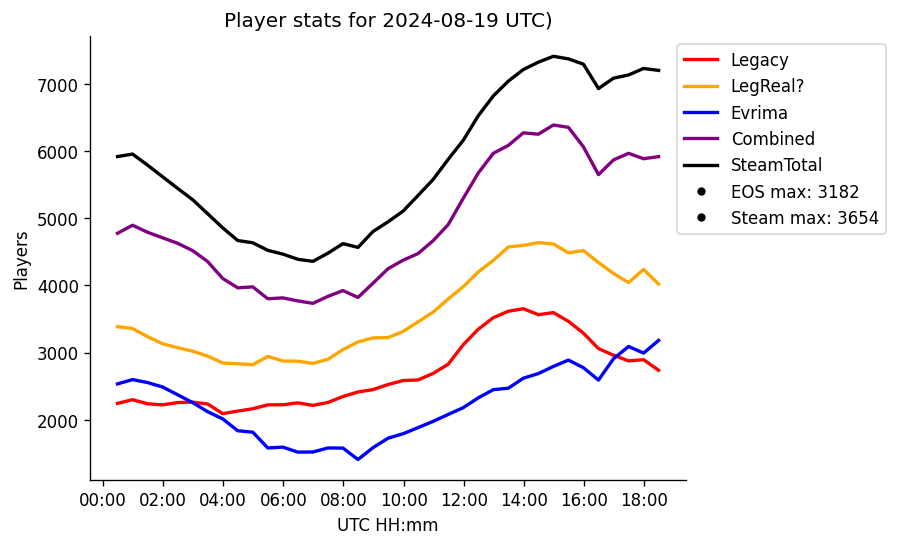 Player stats for 2024-08-19 UTC)
Players
7000
6000
5000
4000
3000
2000
00:00 02:00 04:00 06:00 08:00 10:00 12:00 14:00 16:00 18:00
UTC HH:mm
Legacy
LegReal?
Evrima
Combined
SteamTotal
EOS max: 3182
Steam max: 3654